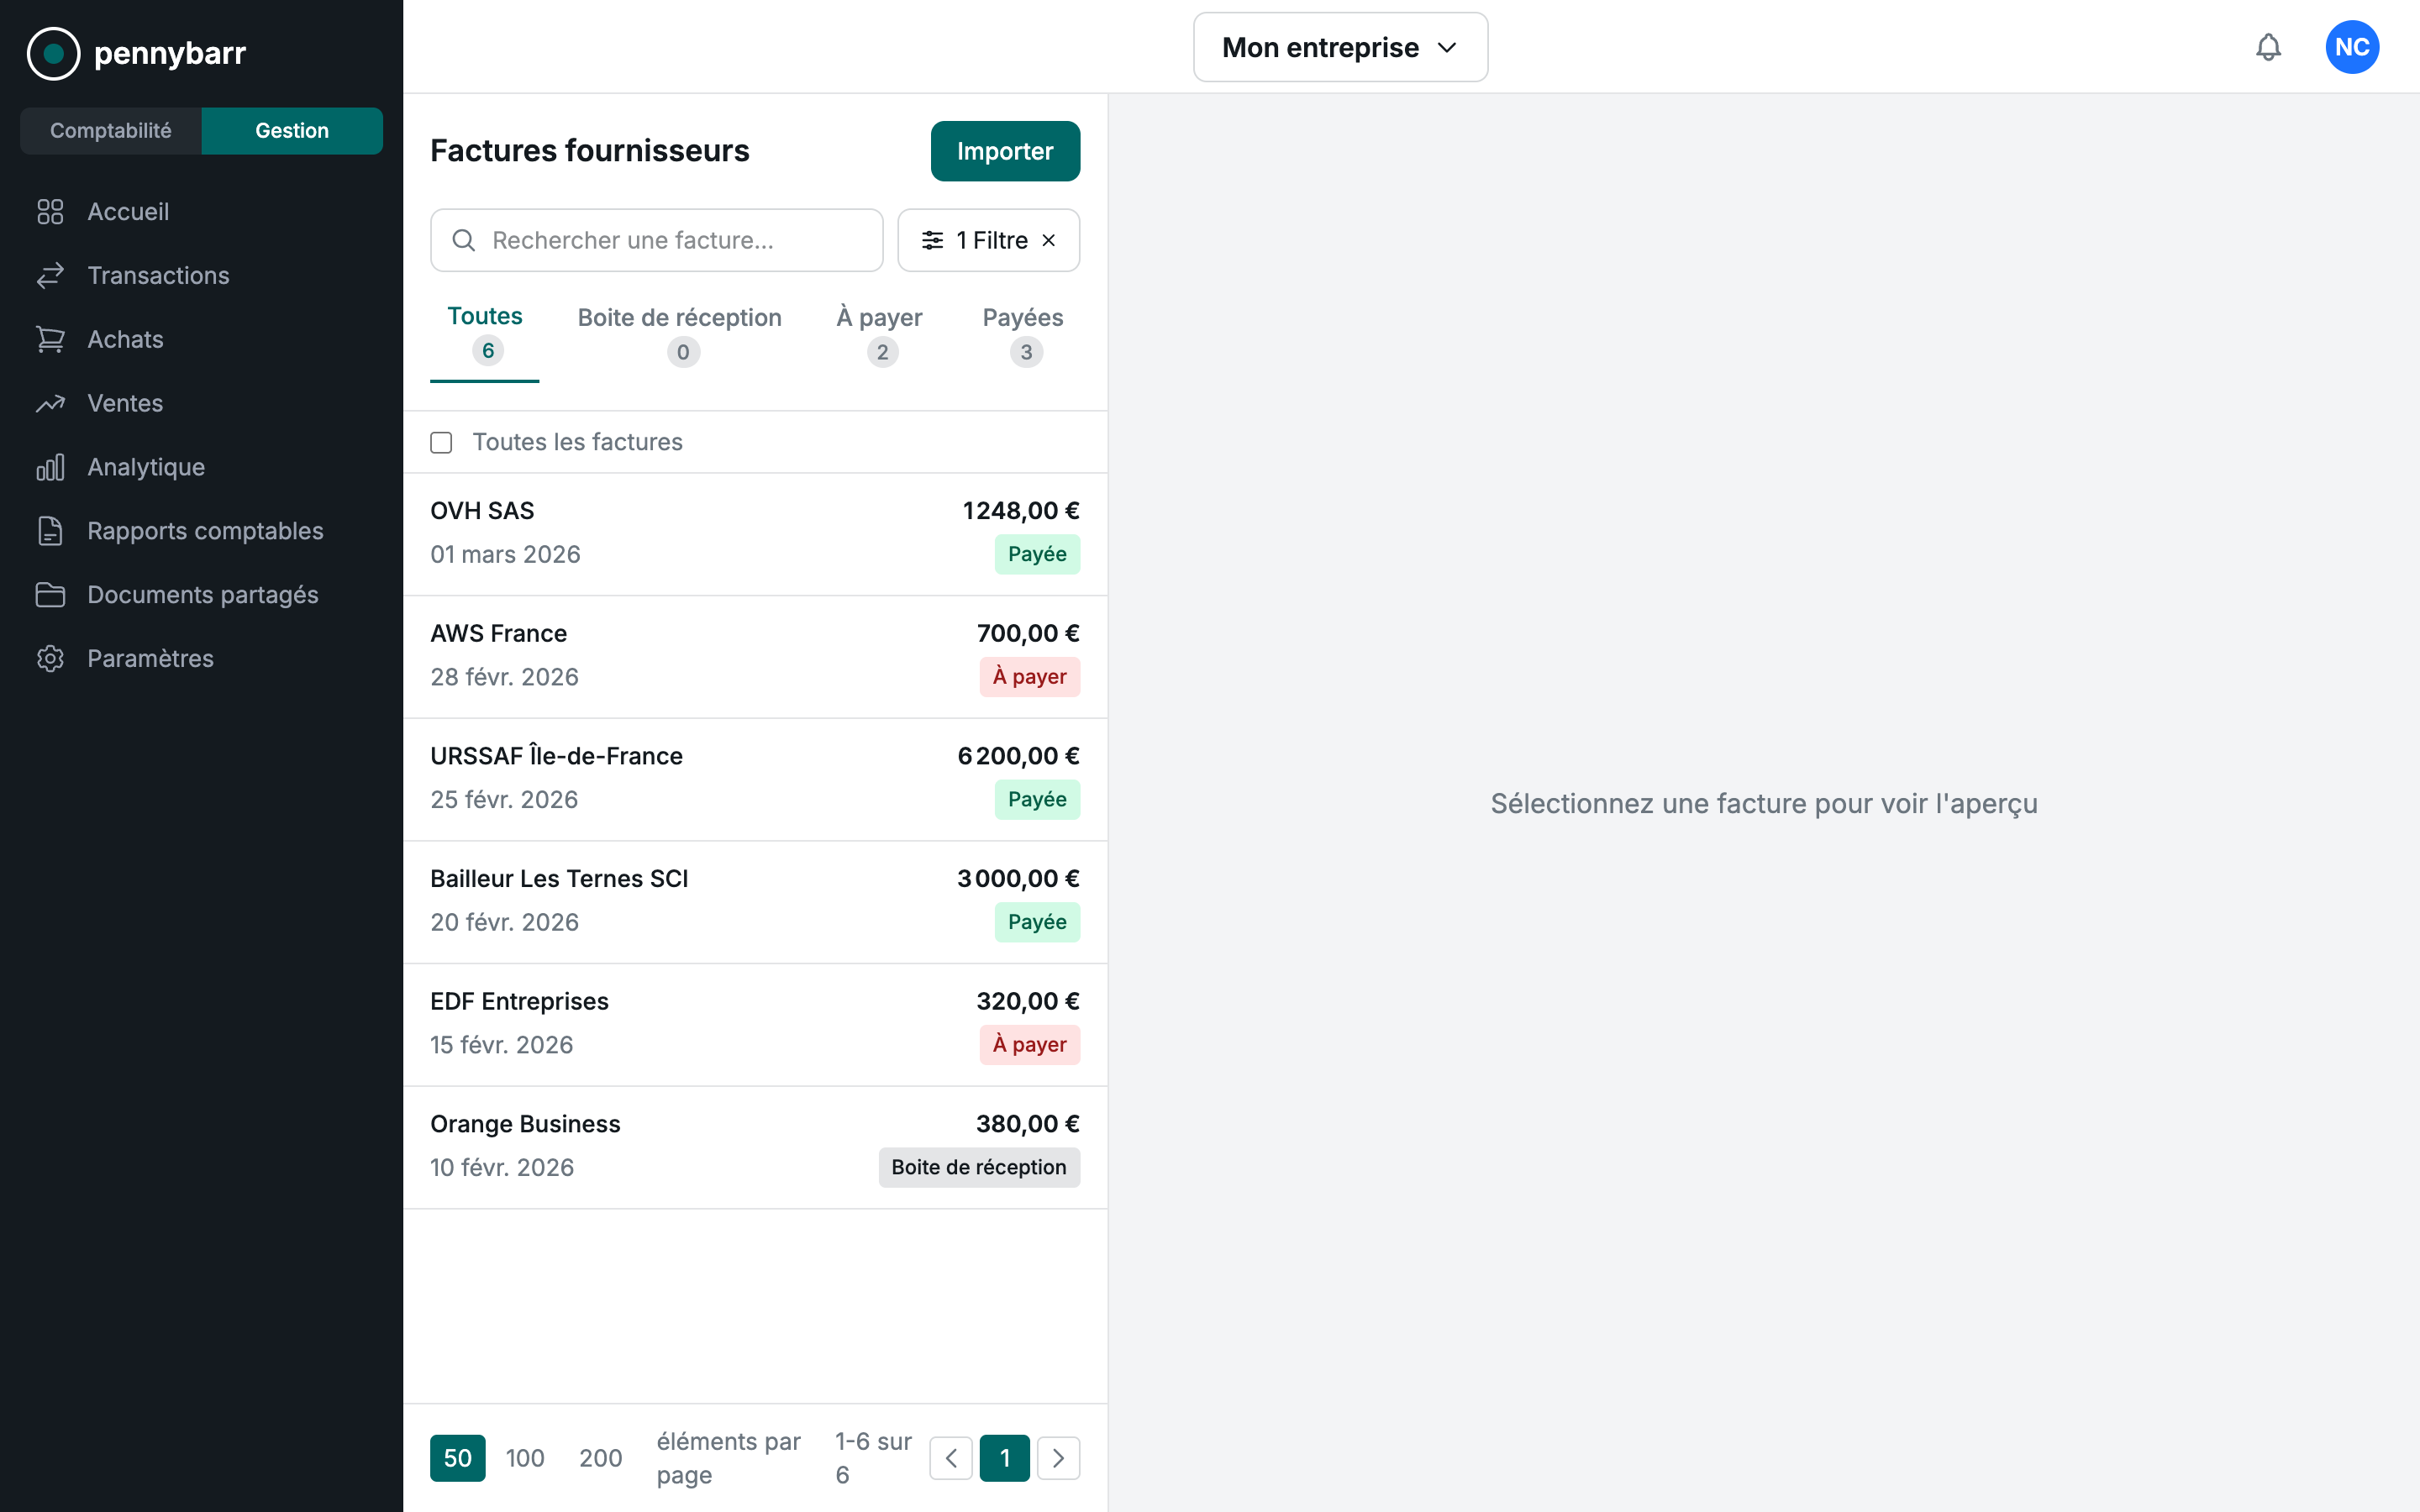 pennybarr
Comptabilité
Gestion
Accueil
Transactions
Achats
Ventes
Analytique
Rapports comptables
Documents partagés
Paramètres
Mon entreprise
NC
Factures fournisseurs
Importer
Rechercher une facture...
1 Filtre
Toutes
6
Boite de réception
0
À payer
2
Payées
3
Toutes les factures
OVH SAS
1 248,00 €
01 mars 2026
Payée
AWS France
700,00 €
28 févr. 2026
À payer
URSSAF Île-de-France
6 200,00 €
25 févr. 2026
Payée
Bailleur Les Ternes SCI
3 000,00 €
20 févr. 2026
Payée
EDF Entreprises
320,00 €
15 févr. 2026
À payer
Orange Business
380,00 €
10 févr. 2026
Boite de réception
50
100
200
éléments par
page
1-6 sur
6
1
Sélectionnez une facture pour voir l'aperçu